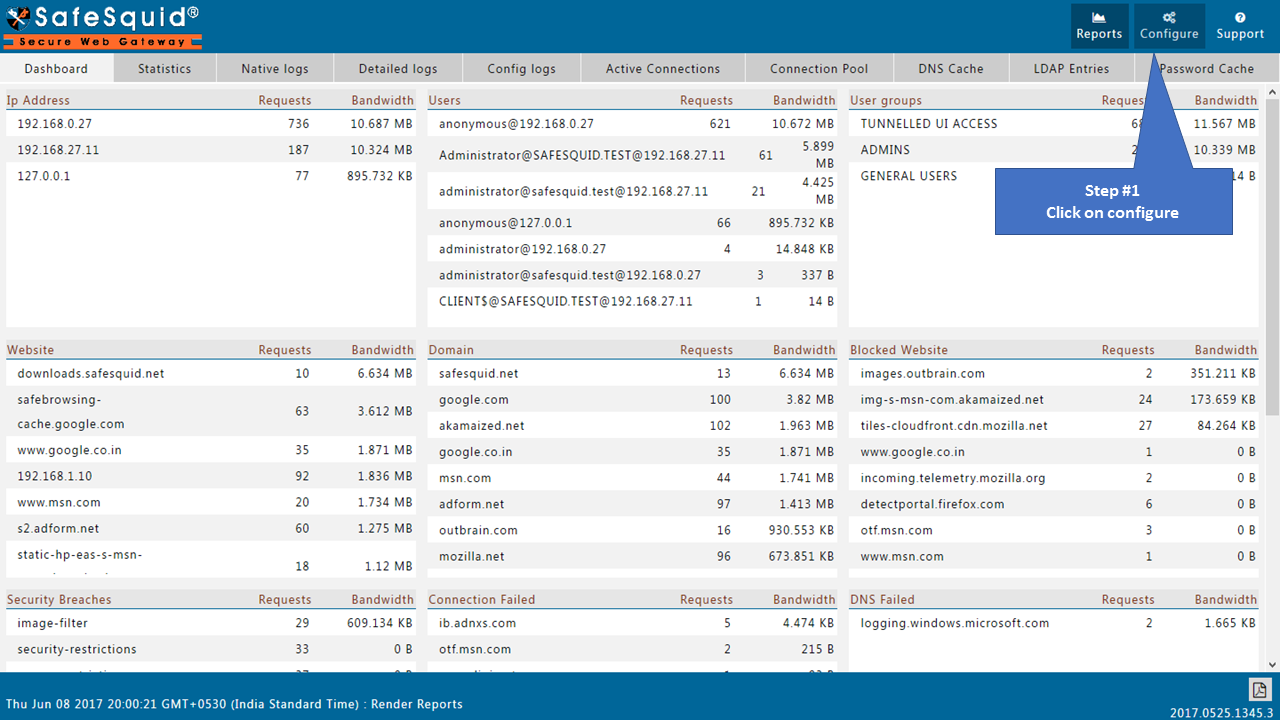 SafeSquid®
Secure Web Gateway
Reports
Configure
Support
Dashboard
Statistics
Native logs
Detailed logs
Config logs
Active Connections
Connection Pool
DNS Cache
LDAP Entries
Password Cache
Ip Address Requests Bandwidth
192.168.0.27 736 10.687 MB
192.168.27.11 187 10.324 MB
127.0.0.1 77 895.732 KB
Users Requests Bandwidth
anonymous@192.168.0.27 621 10.672 MB
Administrator@SAFESQUID.TEST@192.168.27.11 61 5.899
MB
administrator@safesquid.test@192.168.27.11 21 4.425
MB
anonymous@127.0.0.1 66 895.732 KB
administrator@192.168.0.27 4 14.848 KB
administrator@safesquid.test@192.168.0.27 3 337 B
CLIENT$@SAFESQUID.TEST@192.168.27.11 1 14 B
User groups Bandwidth
TUNNELLED UI ACCESS 11.567 MB
ADMINS 10.339 MB
GENERAL USERS B
Step #1
Click on configure
Website Requests Bandwidth
downloads.safesquid.net 10 6.634 MB
safebrowsing-
cache.google.com 63 3.612 MB
www.google.co.in 35 1.871 MB
192.168.1.10 92 1.836 MB
www.msn.com 20 1.734 MB
s2.adform.net 60 1.275 MB
static-hp-eas-s-msn-
18 1.12 MB
Domain Requests Bandwidth
safesquid.net 13 6.634 MB
google.com 100 3.82 MB
akamaized.net 102 1.963 MB
google.co.in 35 1.871 MB
msn.com 44 1.741 MB
adform.net 97 1.413 MB
outbrain.com 16 930.553 KB
mozilla.net 96 673.851 KB
Blocked Website Requests Bandwidth
images.outbrain.com 2 351.211 KB
img-s-msn-com.akamaized.net 24 173.659 KB
tiles-cloudfront.cdn.mozilla.net 27 84.264 KB
www.google.co.in 1 0 B
incoming.telemetry.mozilla.org 2 0 B
detectportal.firefox.com 6 0 B
otf.msn.com 3 0 B
www.msn.com 1 0 B
Security Breaches Requests Bandwidth
image-filter 29 609.134 KB
security-restrictions 33 0 B
Connection Failed Requests Bandwidth
ib.adnxs.com 5 4.474 KB
otf.msn.com 2 215 B
DNS Failed Requests Bandwidth
logging.windows.microsoft.com 2 1.665 KB
Thu Jun 08 2017 20:00:21 GMT+0530 (India Standard Time) : Render Reports
2017.0525.1345.3